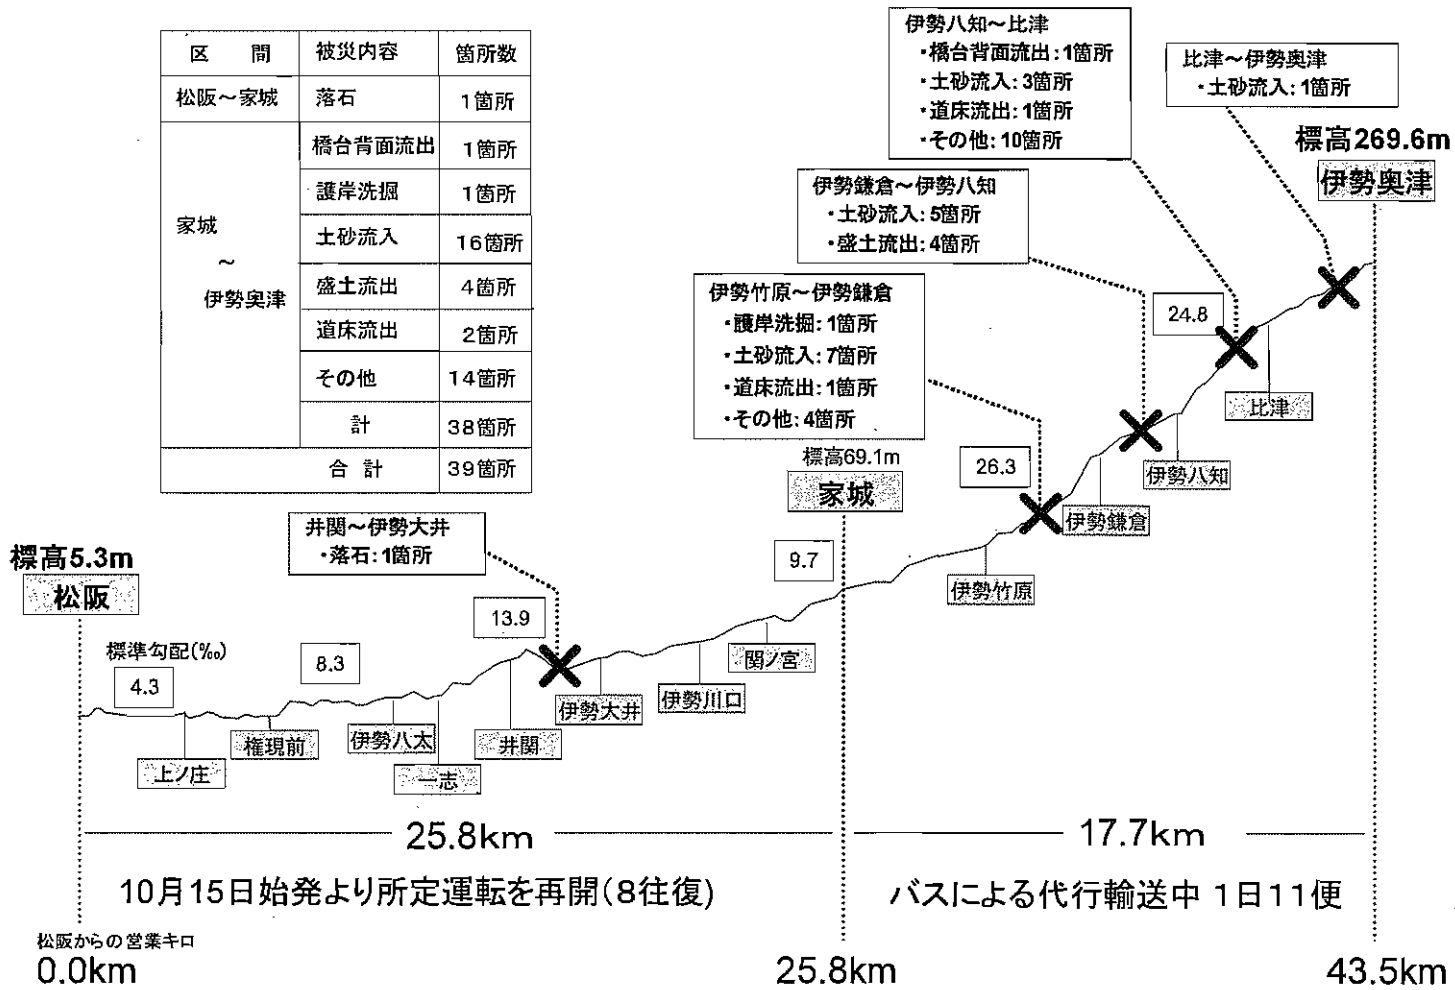 区　間 被災内容 箇所数
松阪～家城 落石 1箇所
家城
～
伊勢奥津
橋台背面流出 1箇所
護岸洗掘 1箇所
土砂流入 16箇所
盛土流出 4箇所
道床流出 2箇所
その他 14箇所
計 38箇所
合 計 39箇所
伊勢八知～比津
・橋台背面流出:1箇所
・土砂流入:3箇所
・道床流出:1箇所
・その他:10箇所
比津～伊勢奥津
・土砂流入:1箇所
標高269.6m
伊勢奥津
伊勢鎌倉～伊勢八知
・土砂流入:5箇所
・盛土流出:4箇所
伊勢竹原～伊勢鎌倉
・護岸洗掘:1箇所
・土砂流入:7箇所
・道床流出:1箇所
・その他:4箇所
24.8
比津
標高69.1m
家城
26.3
伊勢八知
伊勢鎌倉
井関～伊勢大井
・落石:1箇所
標高5.3m
松阪
9.7
伊勢竹原
13.9
標準勾配(‰)
4.3
8.3
関ノ宮
伊勢川口
伊勢大井
井関
伊勢八太
権現前
上ノ庄
一志
25.8km
17.7km
10月15日始発より所定運転を再開(8往復)
バスによる代行輸送中 1日11便
松阪からの営業キロ
0.0km
25.8km
43.5km